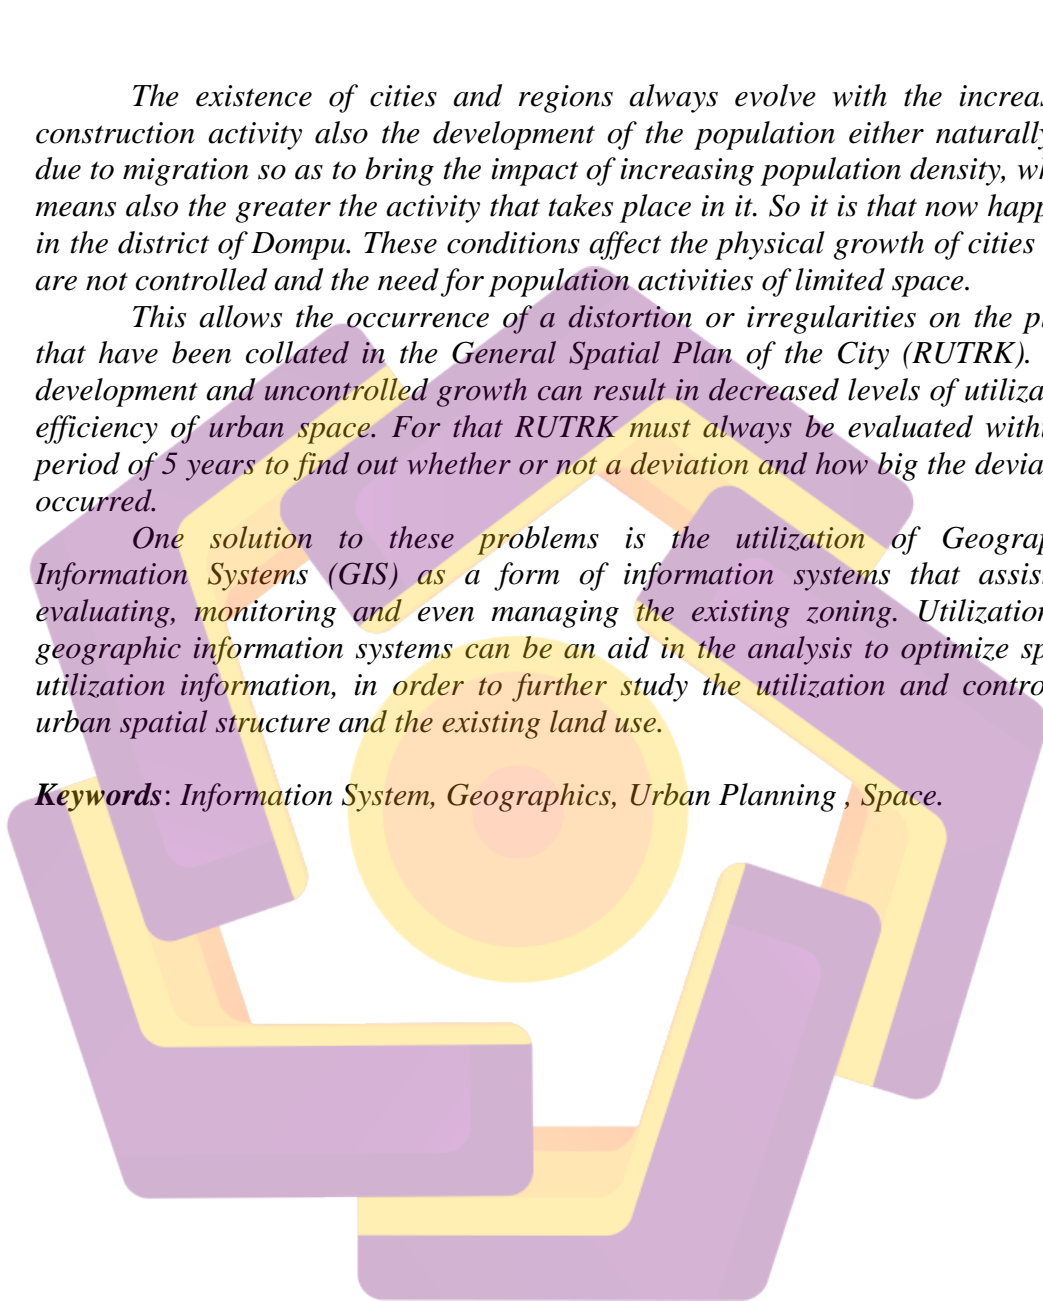 The existence of cities and regions always evolve with the increas
construction activity also the development of the population either naturally
due to migration so as to bring the impact of increasing population density, wh
means also the greater the activity that takes place in it. So it is that now happ
in the district of Dompu. These conditions affect the physical growth of cities
are not controlled and the need for population activities of limited space.
This allows the occurrence of a distortion or irregularities on the p
that have been collated in the General Spatial Plan of the City (RUTRK).
development and uncontrolled growth can result in decreased levels of utiliza
efficiency of urban space. For that RUTRK must always be evaluated with
period of 5 years to find out whether or not a deviation and how big the devia
occurred.
One solution to these problems is the utilization of Geograp
Information Systems (GIS) as a form of information systems that assis
evaluating, monitoring and even managing the existing zoning. Utilization
geographic information systems can be an aid in the analysis to optimize sp
utilization information, in order to further study the utilization and contro
urban spatial structure and the existing land use.
Keywords: Information System, Geographics, Urban Planning , Space.